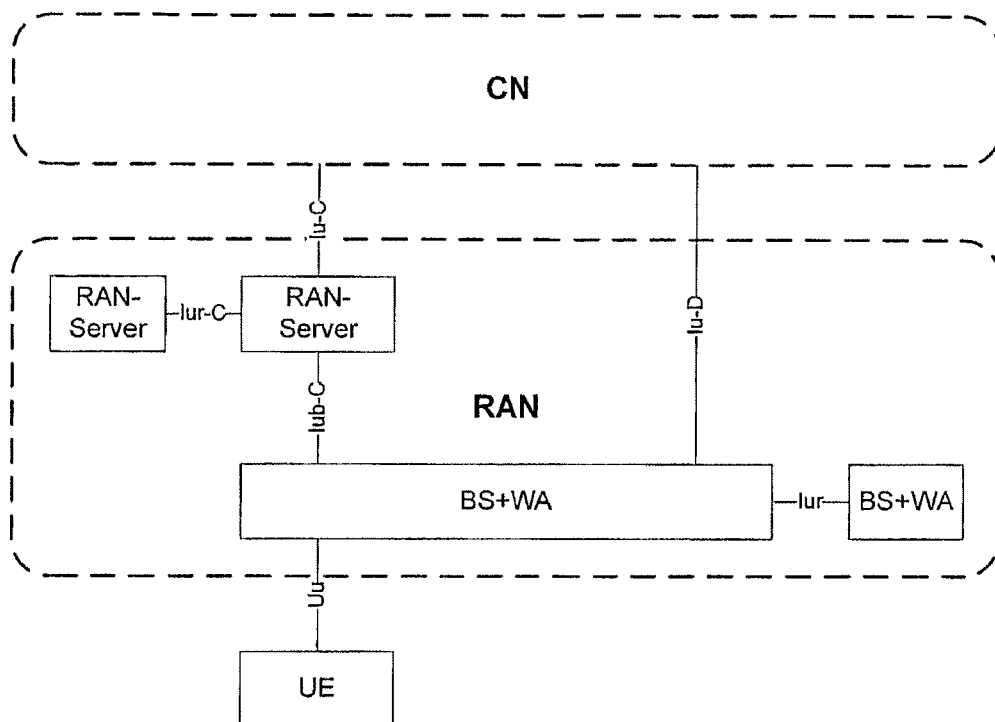 CN
Iu-C
RAN-
Server
Iur-C
RAN-
Server
Iu-D
Iub-C
RAN
BS+WA
Iur
BS+WA
Uu
UE